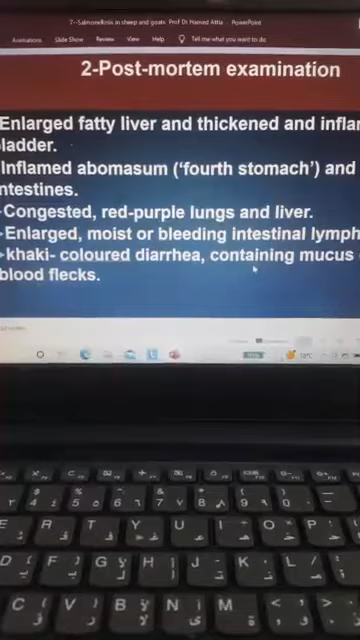 7--Salmonellosis in sheep and goats Prof Dr Hamed Attia - PowerPoint
Animations Slide Show Review View Help Tell me what you want to do
2-Post-mortem examination
Enlarged fatty liver and thickened and infla
ladder.
Inflamed abomasum (‘fourth stomach’) and
ntestines.
Congested, red-purple lungs and liver.
Enlarged, moist or bleeding intestinal lymph
khaki- coloured diarrhea, containing mucus
blood flecks.
E R T Y U I O P
D F G H J K L
C V B N M